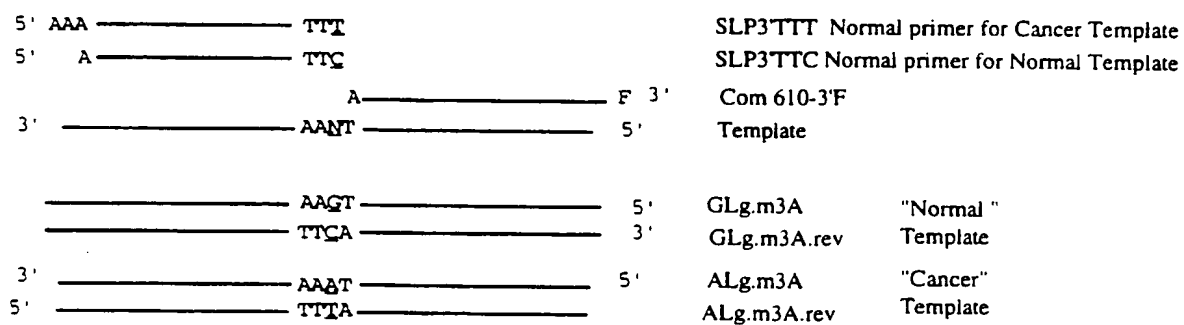 5' AAA TTT SLP3'TTT Normal primer for Cancer Template
5' A TTC SLP3'TTC Normal primer for Normal Template
A F 3' Com 610-3'F
3' AANT 5' Template
AAGT 5' GLg.m3A "Normal "
TTCA 3' GLg.m3A.rev Template
3' AAAT 5' ALg.m3A "Cancer"
5' TTTA ALg.m3A.rev Template